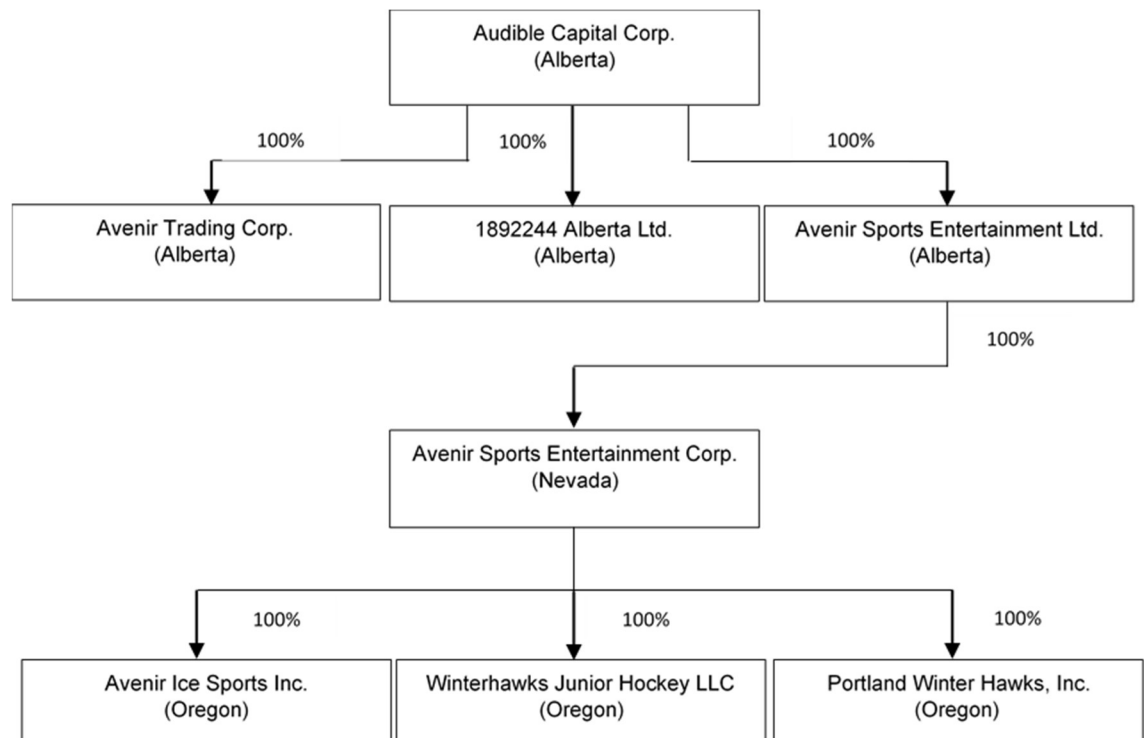 Audible Capital Corp.
(Alberta)
100%
100%
100%
Avenir Trading Corp.
(Alberta)
1892244 Alberta Ltd.
(Alberta)
Avenir Sports Entertainment Ltd.
(Alberta)
100%
Avenir Sports Entertainment Corp.
(Nevada)
100%
100%
100%
Avenir Ice Sports Inc.
(Oregon)
Winterhawks Junior Hockey LLC
(Oregon)
Portland Winter Hawks, Inc.
(Oregon)